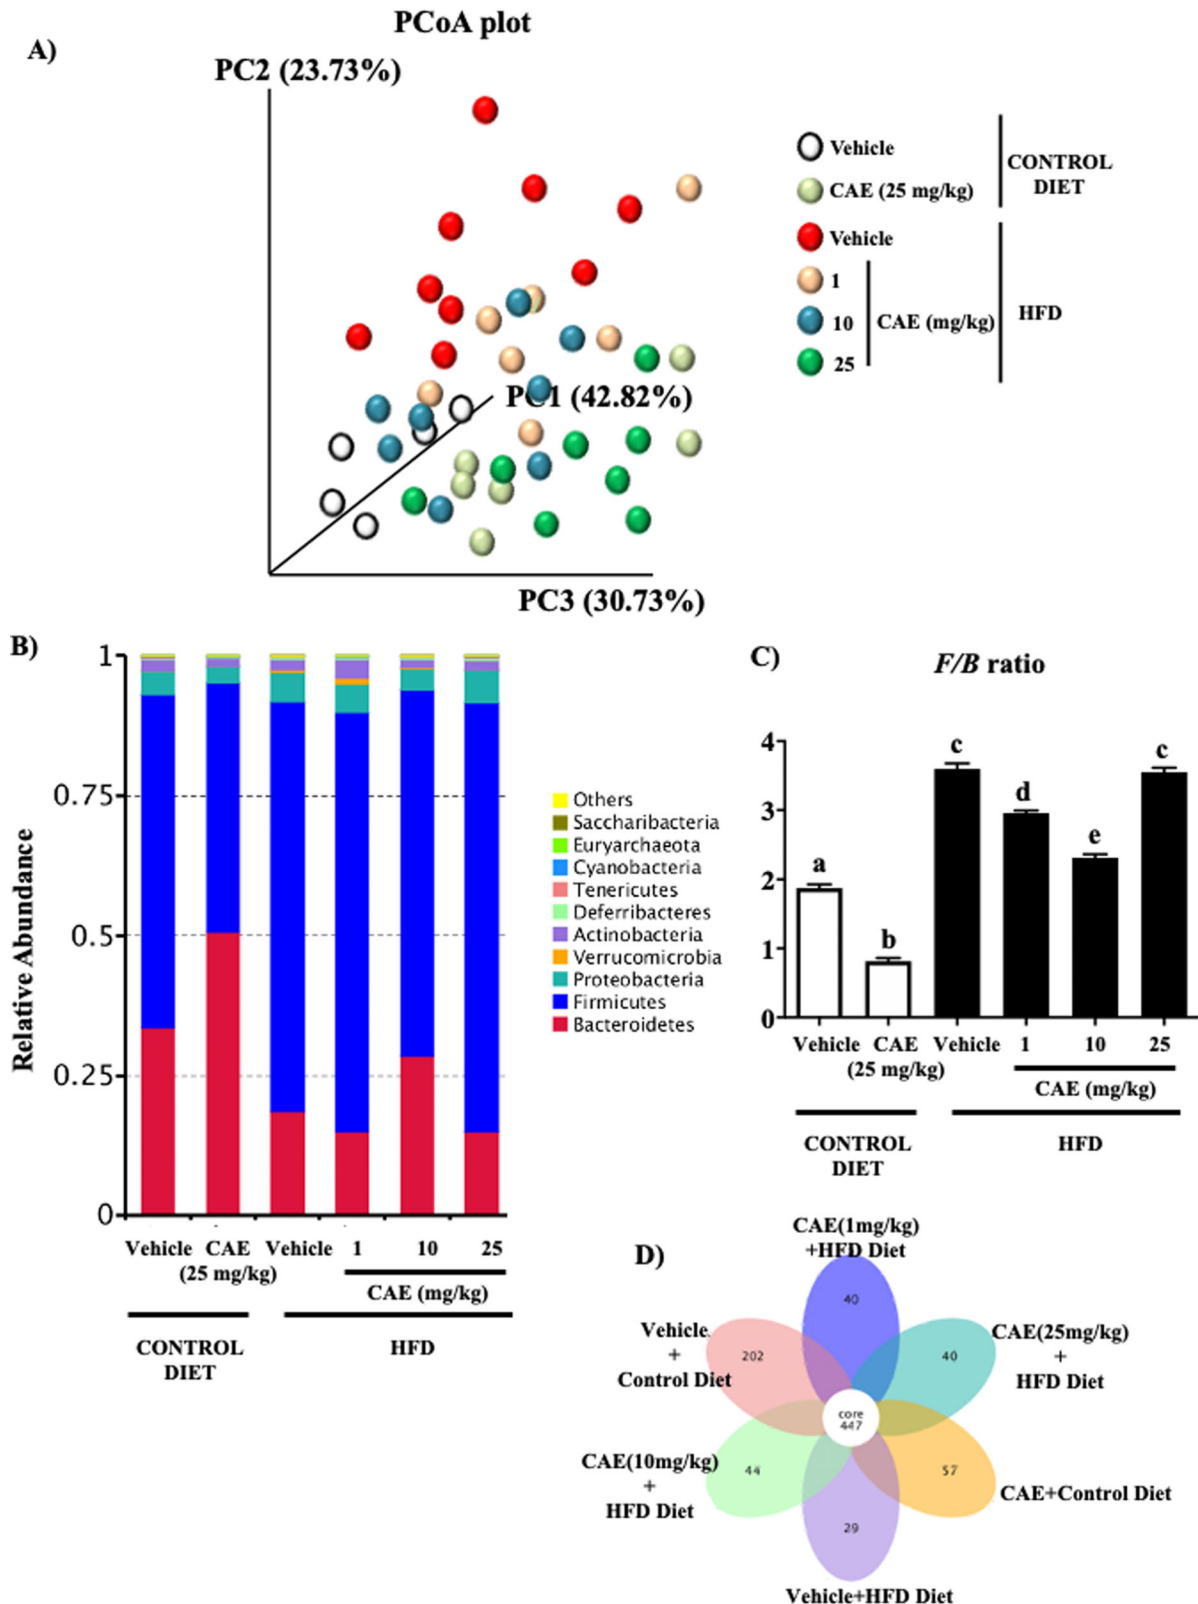 PCoA plot
A)
PC2 (23.73%)
Vehicle
CAE (25 mg/kg)
CONTROL
DIET
Vehicle
1
10
25
CAE (mg/kg)
HFD
PC1 (42.82%)
PC3 (30.73%)
B)
1
0.75
0.5
0.25
0
Relative Abundance
Others
Saccharibacteria
Euryarchaeota
Cyanobacteria
Tenericutes
Deferribacteres
Actinobacteria
Verrucomicrobia
Proteobacteria
Firmicutes
Bacteroidetes
Vehicle CAE Vehicle 1 10 25
(25 mg/kg)
CAE (mg/kg)
CONTROL
DIET
HFD
C)
F/B ratio
4
3
2
1
0
a
b
c
d
e
c
Vehicle CAE Vehicle 1 10 25
(25 mg/kg)
CAE (mg/kg)
CONTROL
DIET
HFD
D)
CAE(1mg/kg)
+HFD Diet
40
Vehicle
+
Control Diet
202
CAE(25mg/kg)
+
HFD Diet
40
core
447
CAE(10mg/kg)
+
HFD Diet
44
57
CAE+Control Diet
29
Vehicle+HFD Diet